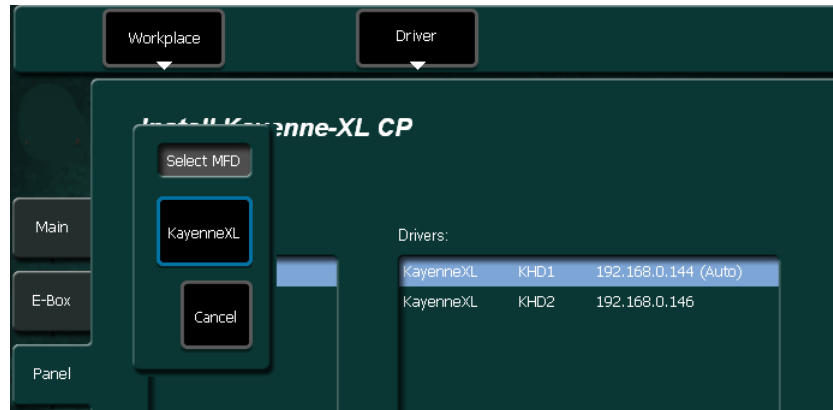 Workplace
Driver
Kayenne-XL CP
Select MFD
Main
KayenneXL
Drivers:
KayenneXL KHD1 192.168.0.144 (Auto)
E-Box
KayenneXL KHD2 192.168.0.146
Cancel
Panel